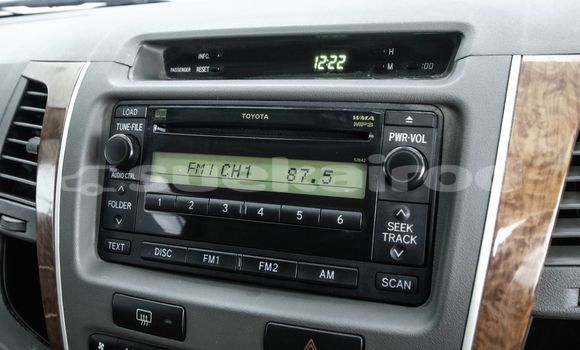 INFO.
PASSENGER RESET
12:22
H
M :00
LOAD
TUNE•FILE
AUDIO CTRL
FOLDER
TEXT
TOYOTA
WMA
MP3
PWR•VOL
FM1 CH1 87.5
1 2 3 4 5 6
SEEK
TRACK
DISC FM1 FM2 AM
SCAN